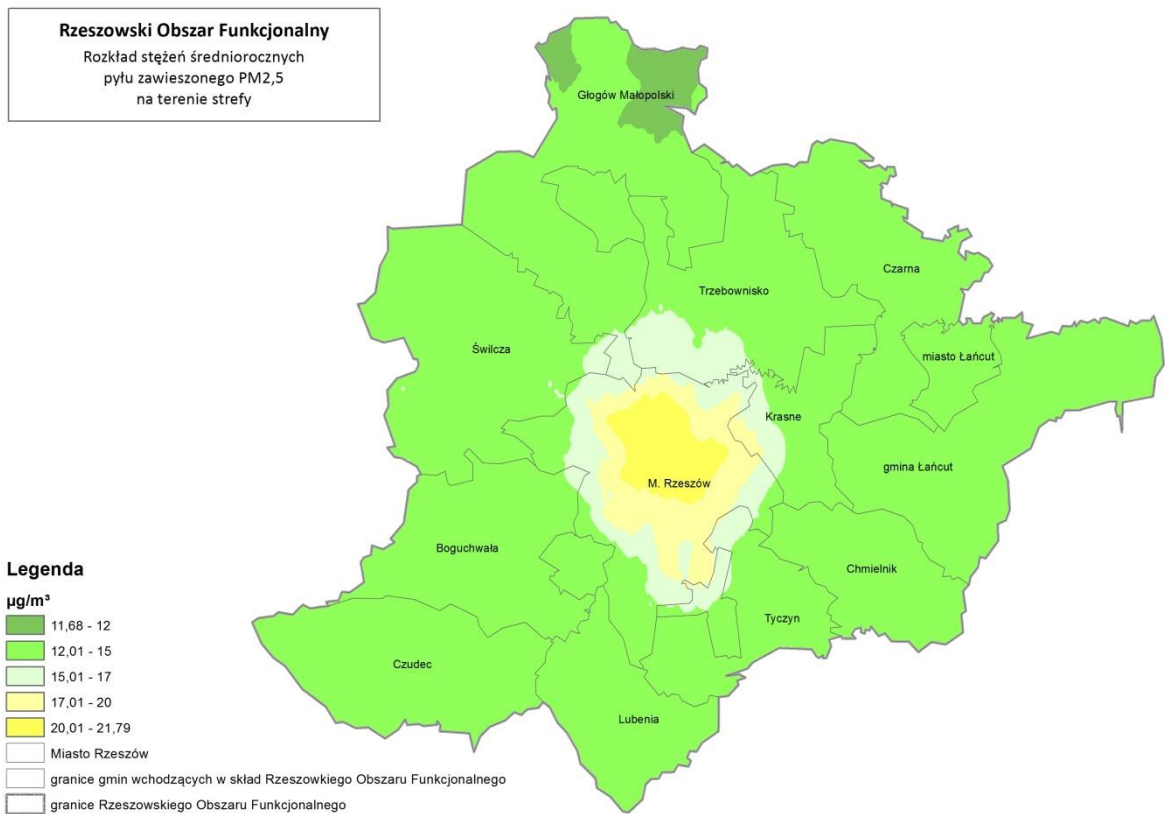 Rzeszowski Obszar Funkcjonalny
Rozkład stężeń średniorocznych
pyłu zawieszonego PM2,5
na terenie strefy
Głogów Małopolski
Czarna
Trzebownisko
Świlcza
miasto Łańcut
Krasne
gmina Łańcut
M. Rzeszów
Boguchwała
Chmielnik
Tyczyn
Czudec
Lubenia
Legenda
µg/m³
11,68 - 12
12,01 - 15
15,01 - 17
17,01 - 20
20,01 - 21,79
Miasto Rzeszów
granice gmin wchodzących w skład Rzeszowkiego Obszaru Funkcjonalnego
granice Rzeszowskiego Obszaru Funkcjonalnego